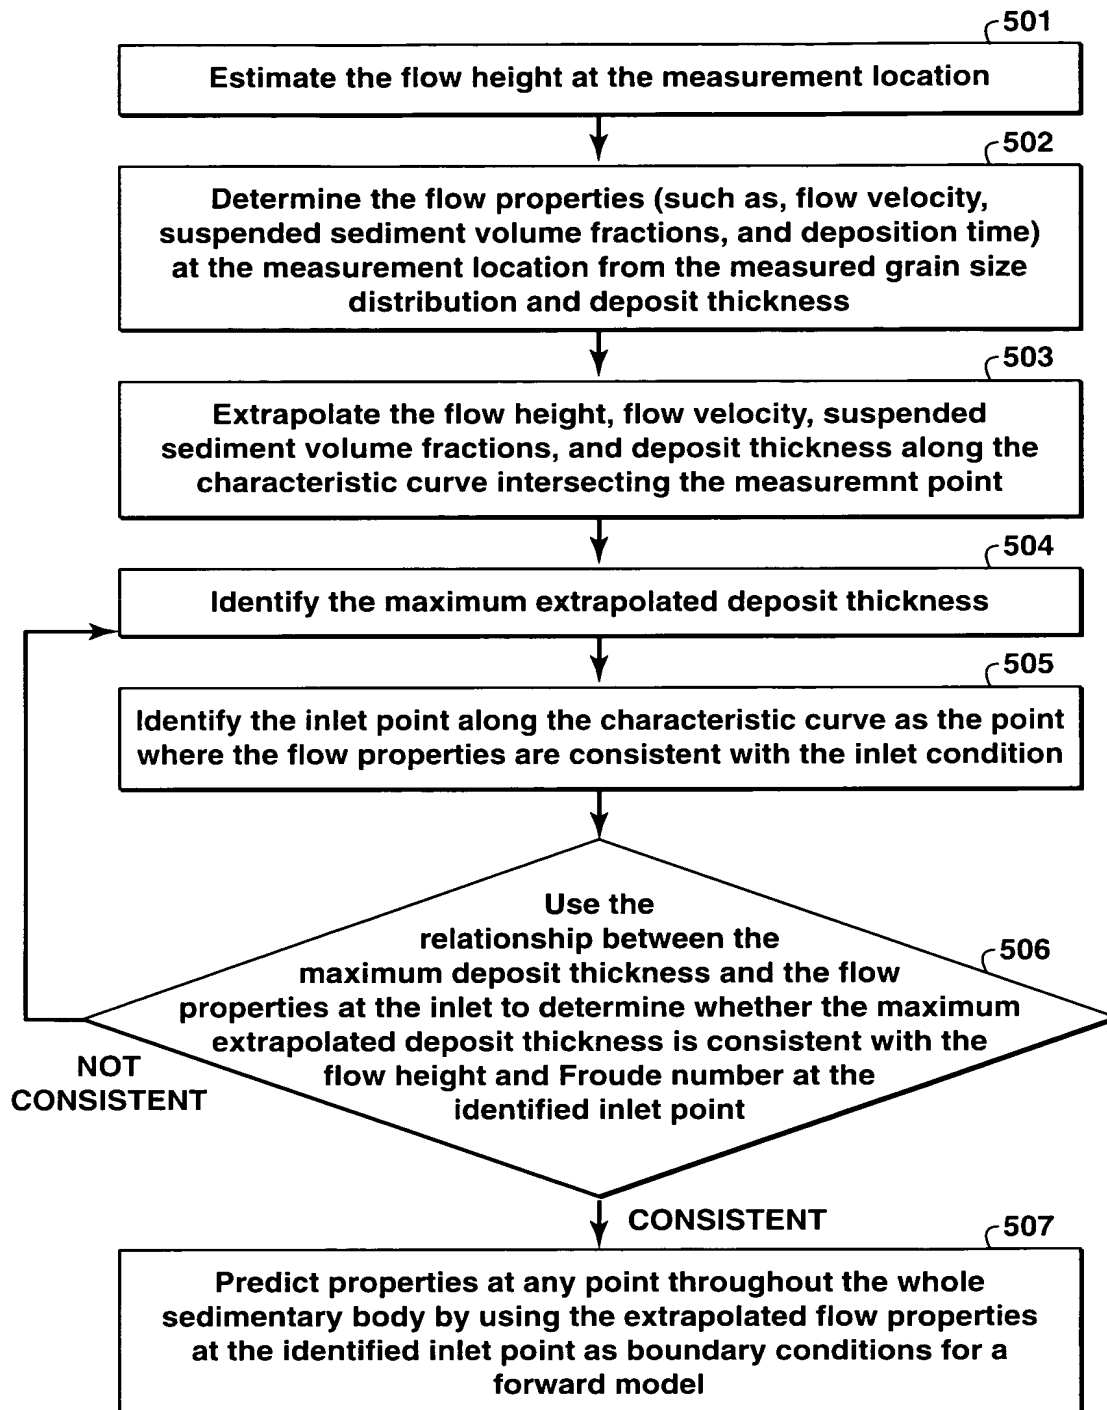 501
Estimate the flow height at the measurement location
502
Determine the flow properties (such as, flow velocity,
suspended sediment volume fractions, and deposition time)
at the measurement location from the measured grain size
distribution and deposit thickness
503
Extrapolate the flow height, flow velocity, suspended
sediment volume fractions, and deposit thickness along the
characteristic curve intersecting the measuremnt point
504
Identify the maximum extrapolated deposit thickness
505
Identify the inlet point along the characteristic curve as the point
where the flow properties are consistent with the inlet condition
506
Use the
relationship between the
maximum deposit thickness and the flow
properties at the inlet to determine whether the maximum
extrapolated deposit thickness is consistent with the
flow height and Froude number at the
identified inlet point
NOT
CONSISTENT
CONSISTENT
507
Predict properties at any point throughout the whole
sedimentary body by using the extrapolated flow properties
at the identified inlet point as boundary conditions for a
forward model